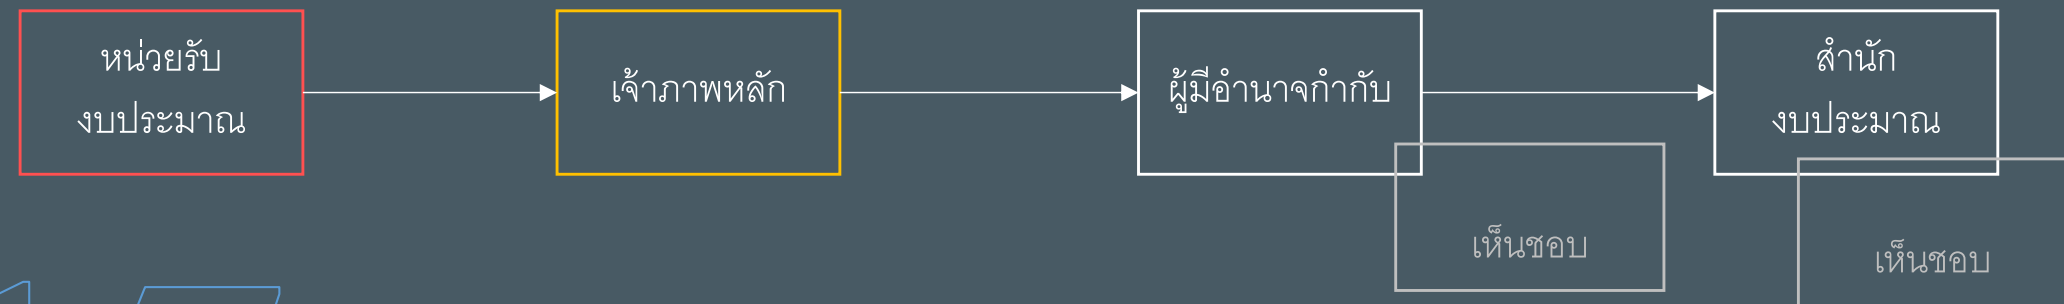 หน่วยรับ
งบประมาณ
เจ้าภาพหลัก
ผู้มีอำนาจกำกับ
สำนัก
งบประมาณ
เห็นชอบ
เห็นชอบ